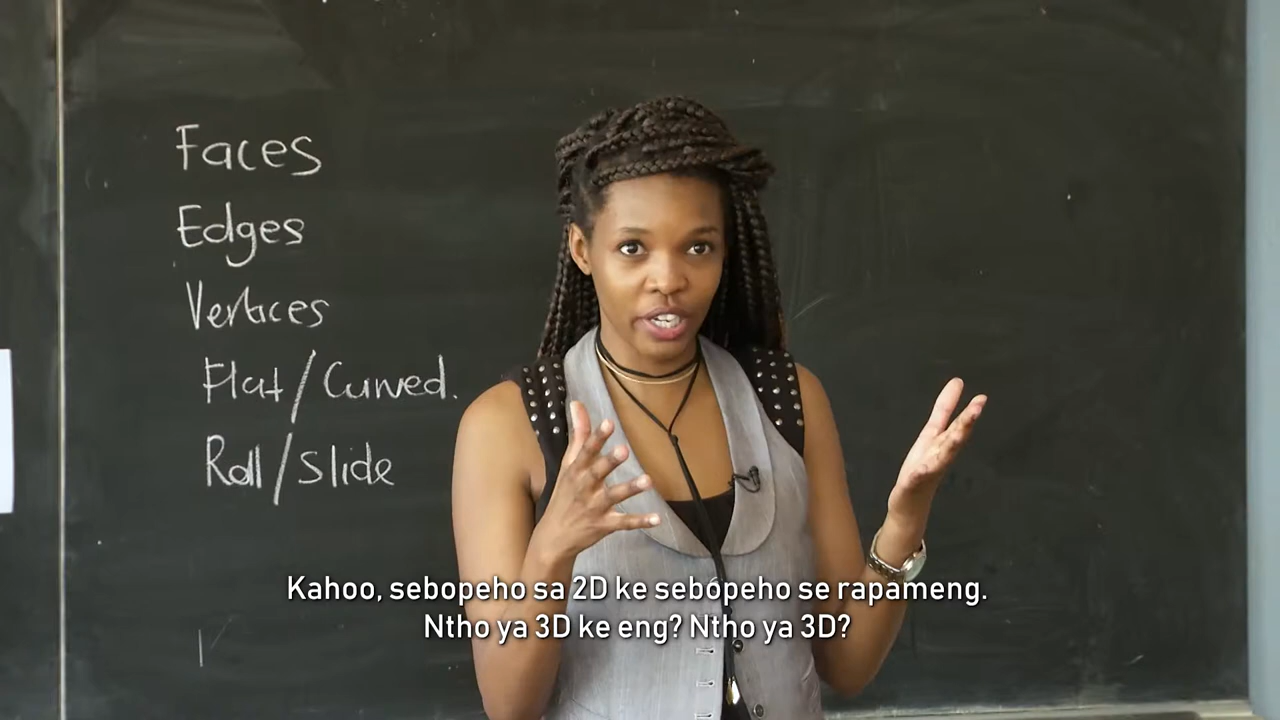 Faces
Edges
Vertices
Flat/Curved.
Roll/Slide
Kahoo, sebopeho sa 2D ke sebopeho se rapameng.
Ntho ya 3D ke eng? Ntho ya 3D?